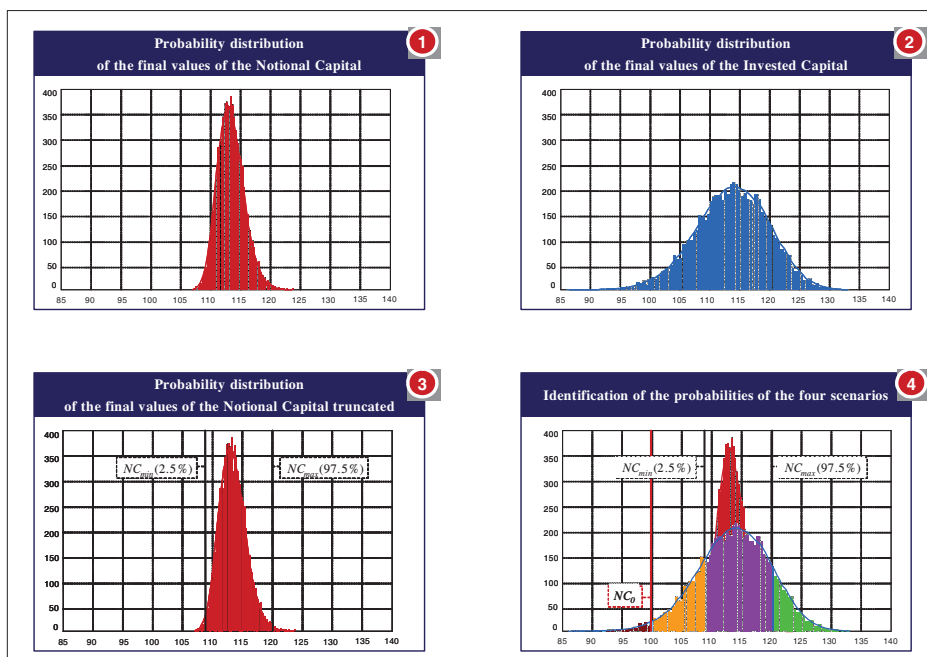 Probability distribution
of the final values of the Notional Capital
1
400
350
300
250
200
150
100
50
0
85 90 95 100 105 110 115 120 125 130 135 140
Probability distribution
of the final values of the Invested Capital
2
400
350
300
250
200
150
100
50
0
85 90 95 100 105 110 115 120 125 130 135 140
Probability distribution
of the final values of the Notional Capital truncated
3
400
350
300
250
200
150
100
50
0
NCmin(2.5%)
NCmax(97.5%)
85 90 95 100 105 110 115 120 125 130 135 140
Identification of the probabilities of the four scenarios
4
400
350
300
250
200
150
100
50
0
NCmin(2.5%)
NCmax(97.5%)
NC0
85 90 95 100 105 110 115 120 125 130 135 140